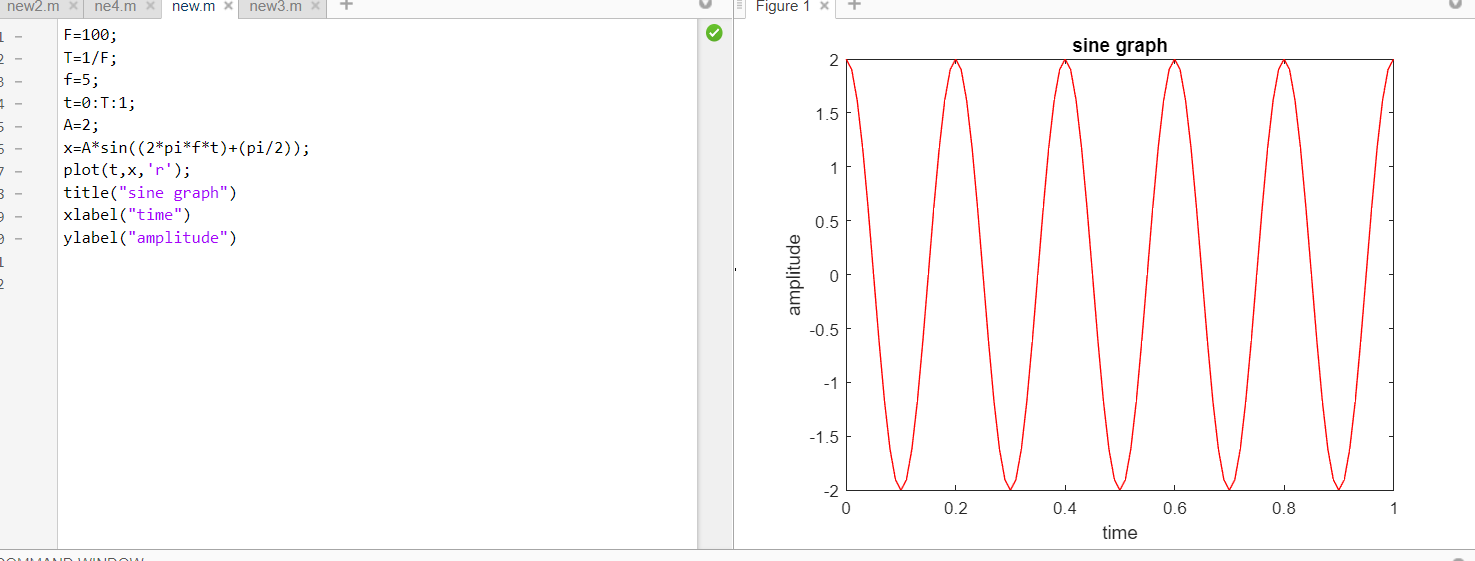 new2.m × ne4.m × new.m × new3.m × +
Figure 1 × +
1 - F=100;
2 - T=1/F;
3 - f=5;
4 - t=0:T:1;
5 - A=2;
6 - x=A*sin((2*pi*f*t)+(pi/2));
7 - plot(t,x,'r');
8 - title("sine graph")
9 - xlabel("time")
0 - ylabel("amplitude")
1
2
sine graph
2
1.5
1
0.5
0
-0.5
-1
-1.5
-2
amplitude
0 0.2 0.4 0.6 0.8 1
time
COMMAND WINDOW